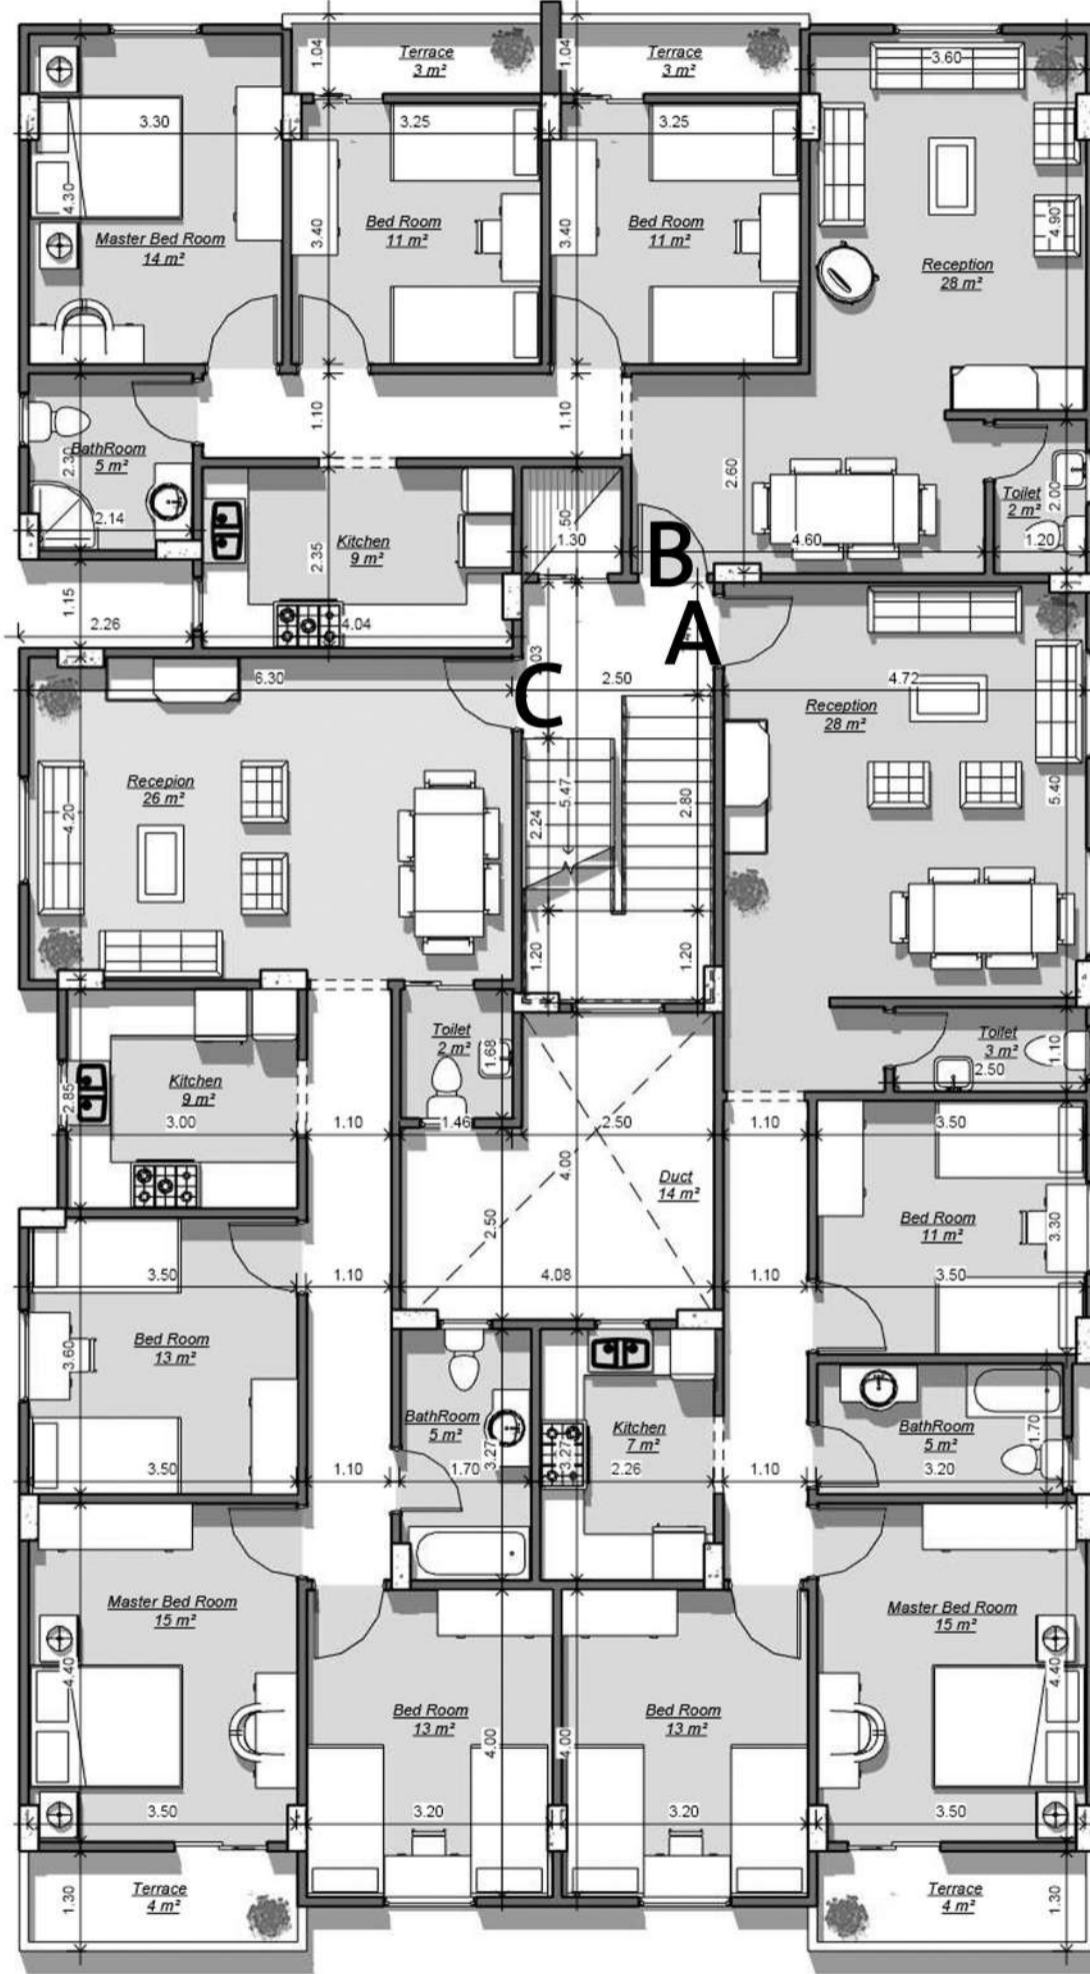 1.04
Terrace
3 m²
1.04
Terrace
3 m²
3.60
3.30
3.25
3.25
4.30
Master Bed Room
14 m²
3.40
Bed Room
11 m²
3.40
Bed Room
11 m²
4.90
Reception
28 m²
1.10
1.10
BathRoom
5 m²
2.30
2.14
2.60
Toilet
2 m²
2.00
1.20
Kitchen
9 m²
2.35
.50
1.30
B
4.60
1.15
2.26
4.04
A
.03
C
6.30
2.50
4.72
Reception
28 m²
Recepion
26 m²
4.20
5.47
2.24
2.80
5.40
1.20
1.20
Toilet
2 m²
1.68
1.46
Toilet
3 m²
1.10
2.50
Kitchen
9 m²
2.85
3.00
1.10
2.50
1.10
3.50
4.00
Duct
14 m²
2.50
Bed Room
11 m²
3.30
3.50
1.10
4.08
1.10
3.50
Bed Room
13 m²
3.60
BathRoom
5 m²
3.27
Kitchen
7 m²
3.27
BathRoom
5 m²
1.70
3.50
1.10
1.70
2.26
1.10
3.20
Master Bed Room
15 m²
4.40
Master Bed Room
15 m²
4.40
Bed Room
13 m²
4.00
Bed Room
13 m²
4.00
3.50
3.20
3.20
3.50
1.30
Terrace
4 m²
Terrace
4 m²
1.30